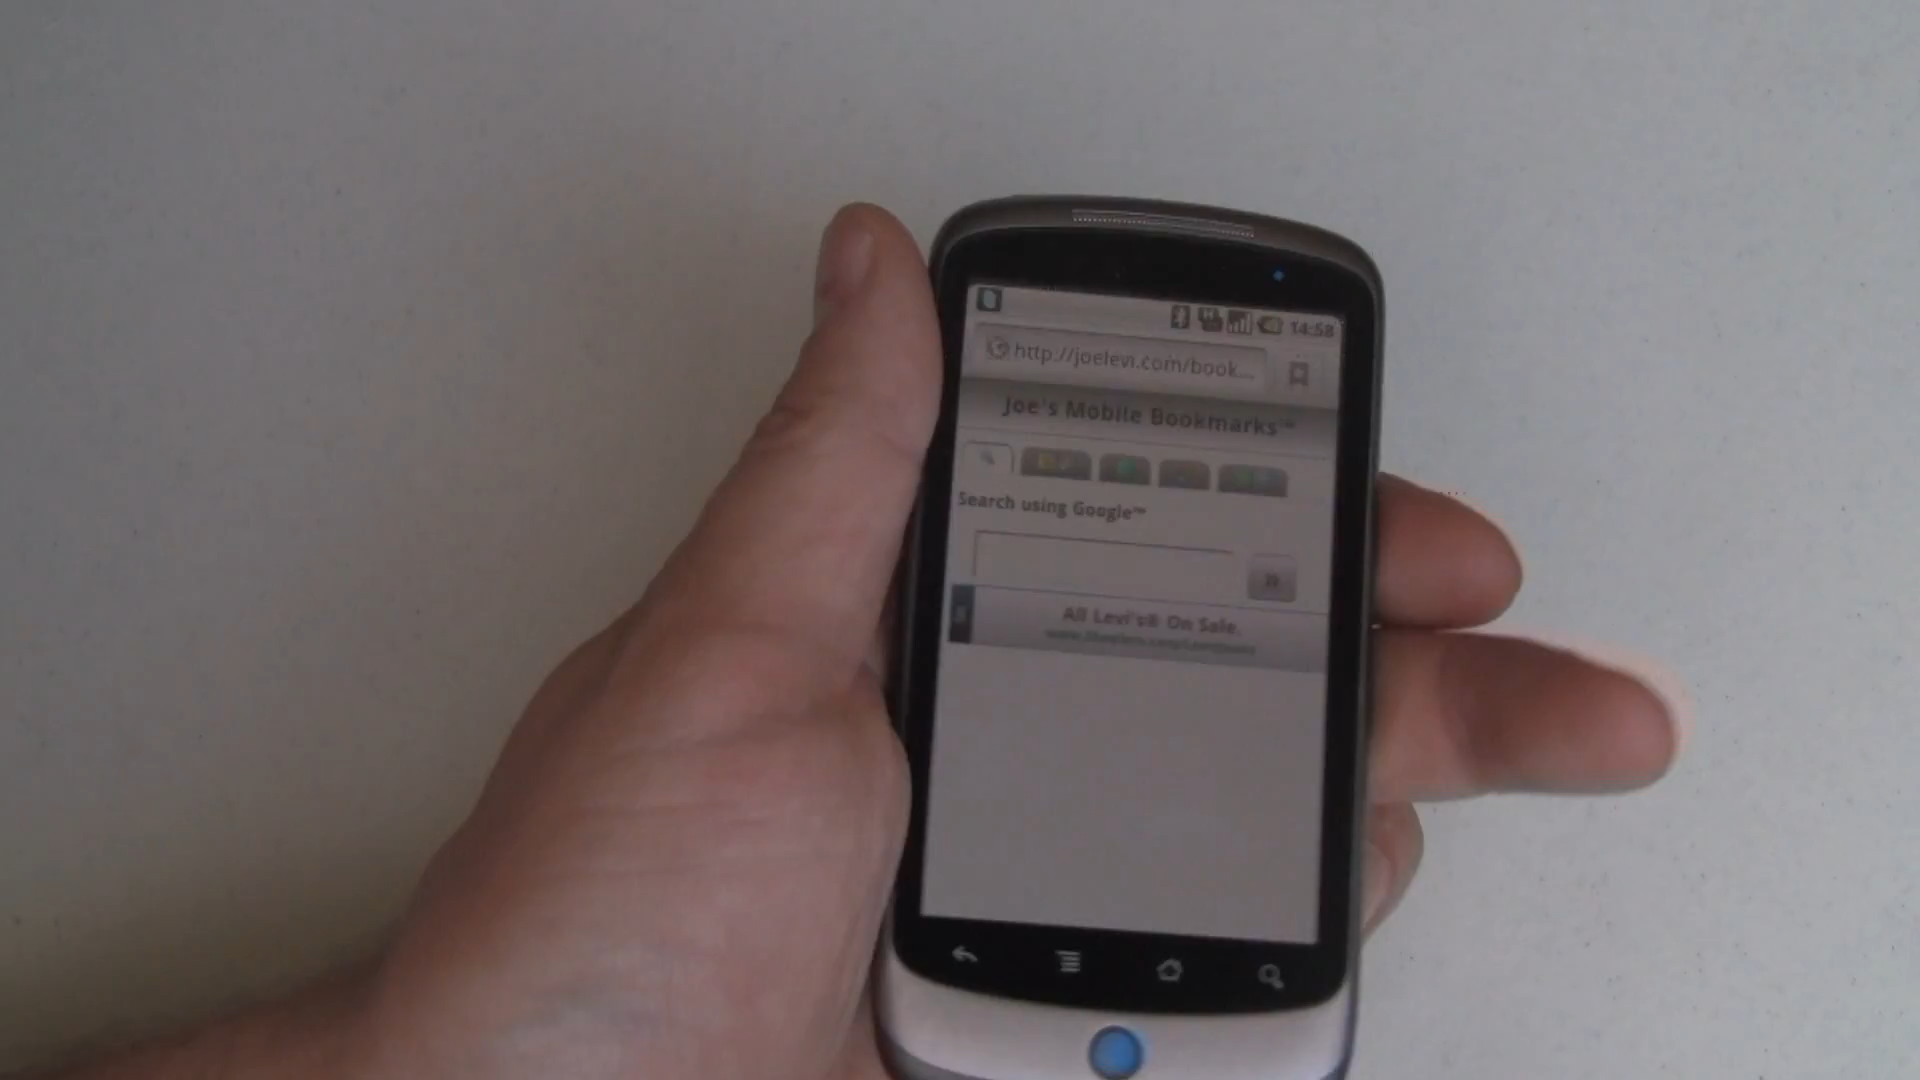 14:58
http://joelevi.com/book...
Joe's Mobile Bookmarks™
Search using Google™
»
All Levi's® On Sale.